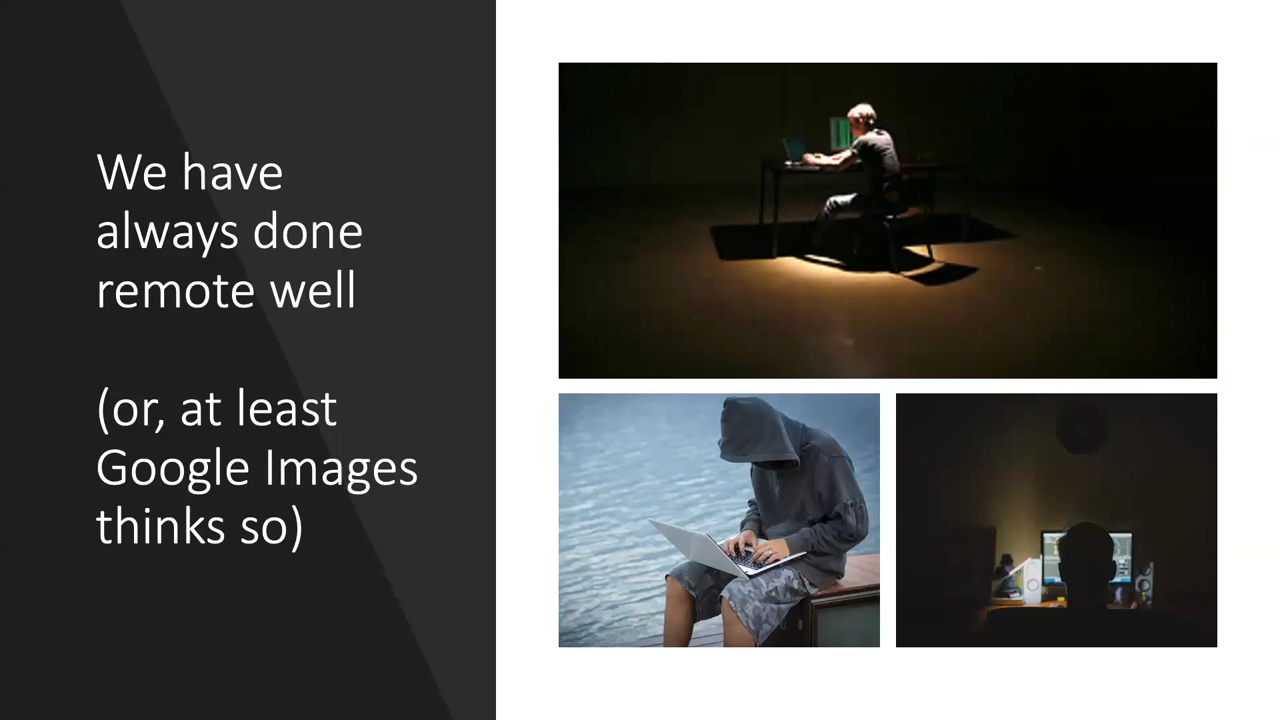 We have
always done
remote well
(or, at least
Google Images
thinks so)